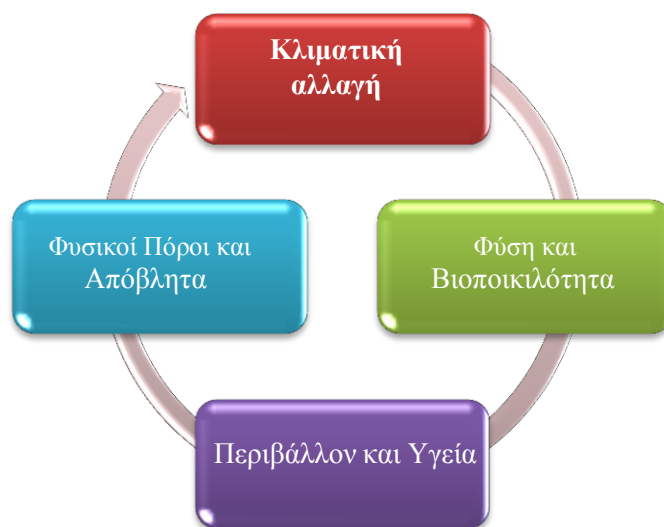 Κλιματική
αλλαγή
Φυσικοί Πόροι και
Απόβλητα
Φύση και
Βιοποικιλότητα
Περιβάλλον και Υγεία